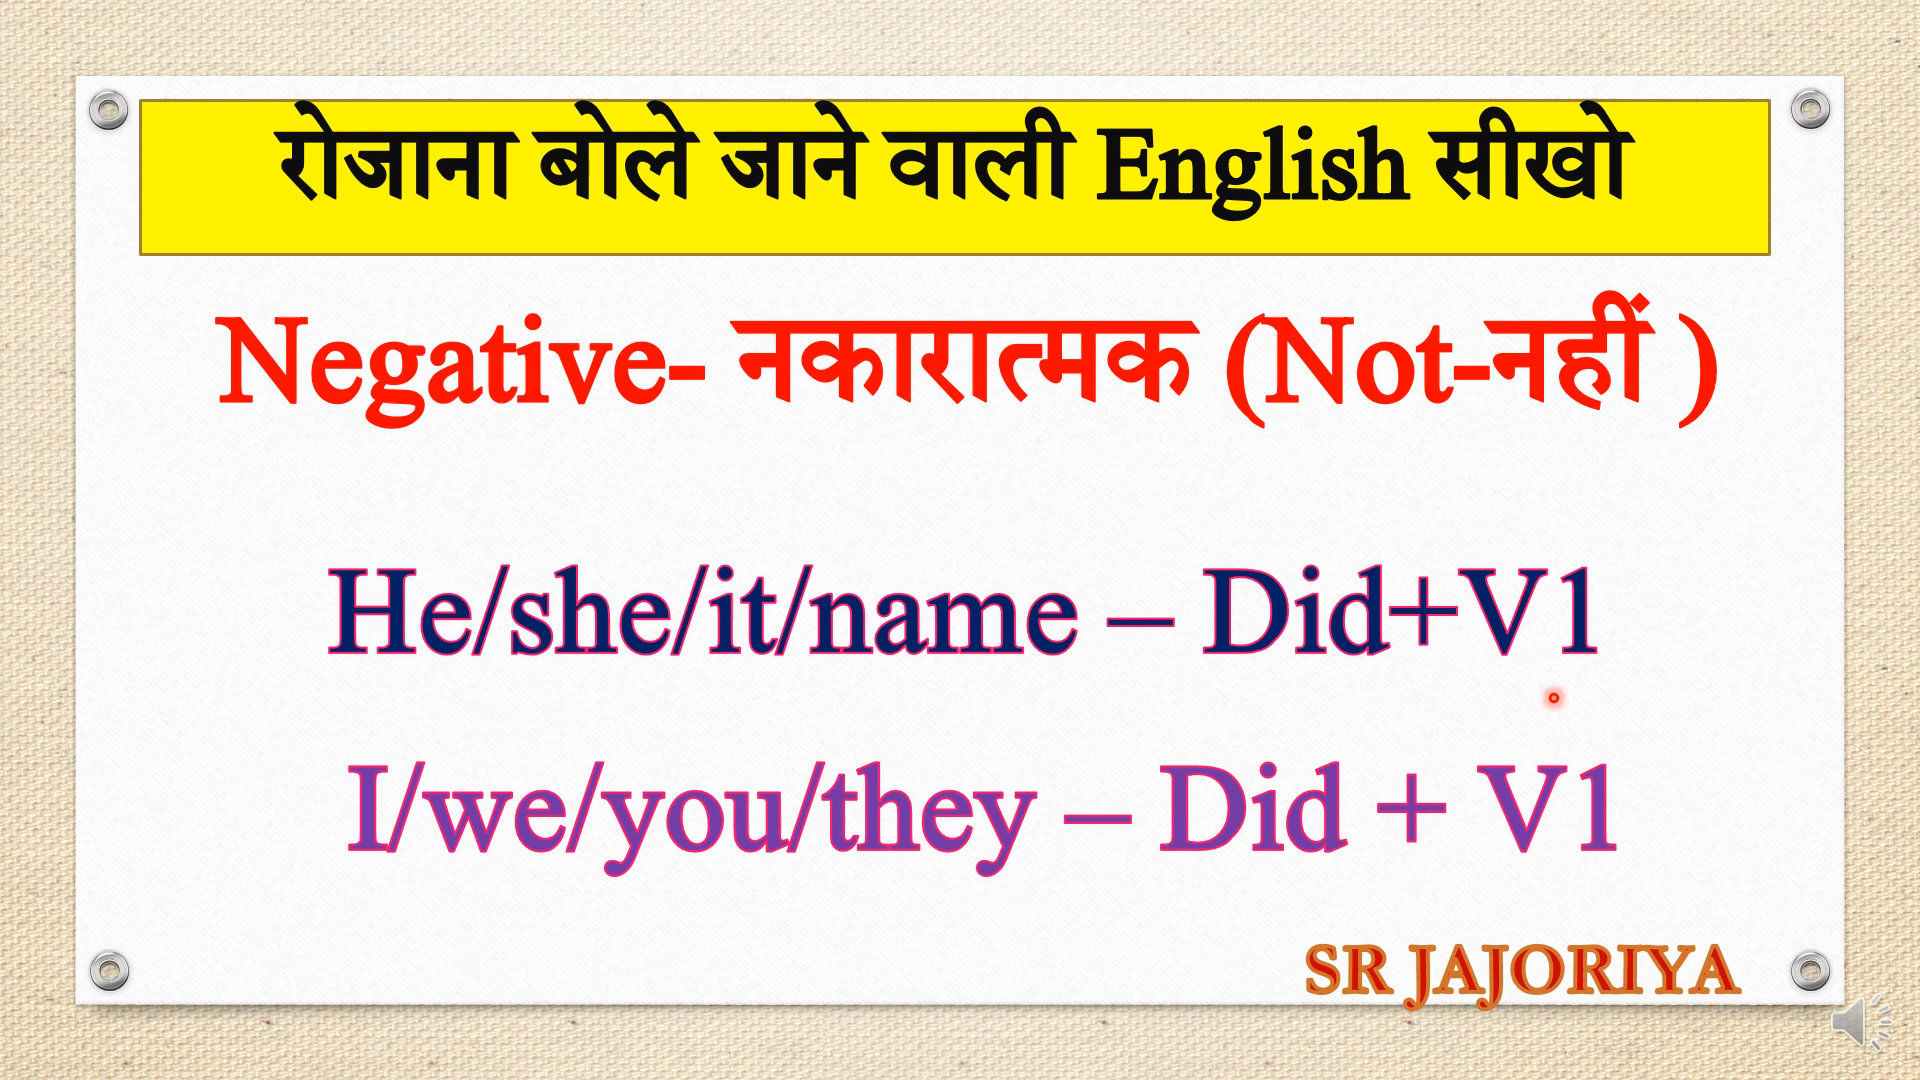 रोजाना बोले जाने वाली English सीखो
Negative- नकारात्मक (Not-नहीं )
He/she/it/name – Did+V1
I/we/you/they – Did + V1
SR JAJORIYA